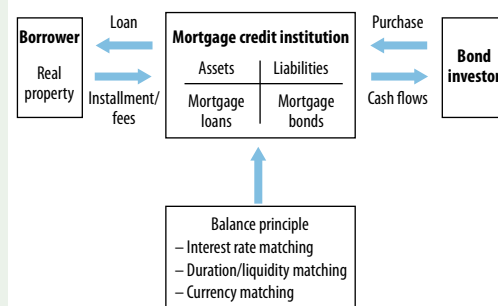 Borrower
Real
property
Loan
Installment/
fees
Mortgage credit institution
Assets
Liabilities
Mortgage
loans
Mortgage
bonds
Purchase
Cash flows
Bond
investor
Balance principle
– Interest rate matching
– Duration/liquidity matching
– Currency matching